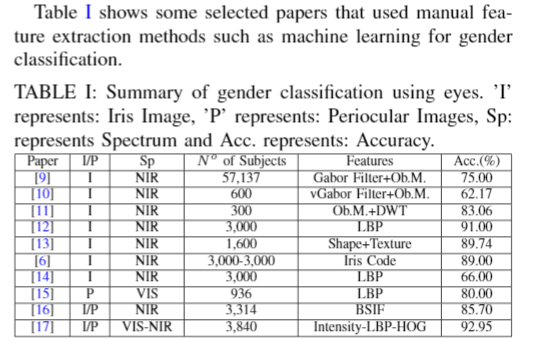 Table I shows some selected papers that used manual fea-
ture extraction methods such as machine learning for gender
classification.
TABLE I: Summary of gender classification using eyes. 'I'
represents: Iris Image, 'P' represents: Periocular Images, Sp:
represents Spectrum and Acc. represents: Accuracy.
Paper I/P Sp N° of Subjects Features Acc.(%)
[9] I NIR 57,137 Gabor Filter+Ob.M. 75.00
[10] I NIR 600 vGabor Filter+Ob.M. 62.17
[11] I NIR 300 Ob.M.+DWT 83.06
[12] I NIR 3,000 LBP 91.00
[13] I NIR 1,600 Shape+Texture 89.74
[6] I NIR 3,000-3,000 Iris Code 89.00
[14] I NIR 3,000 LBP 66.00
[15] P VIS 936 LBP 80.00
[16] I/P NIR 3,314 BSIF 85.70
[17] I/P VIS-NIR 3,840 Intensity-LBP-HOG 92.95